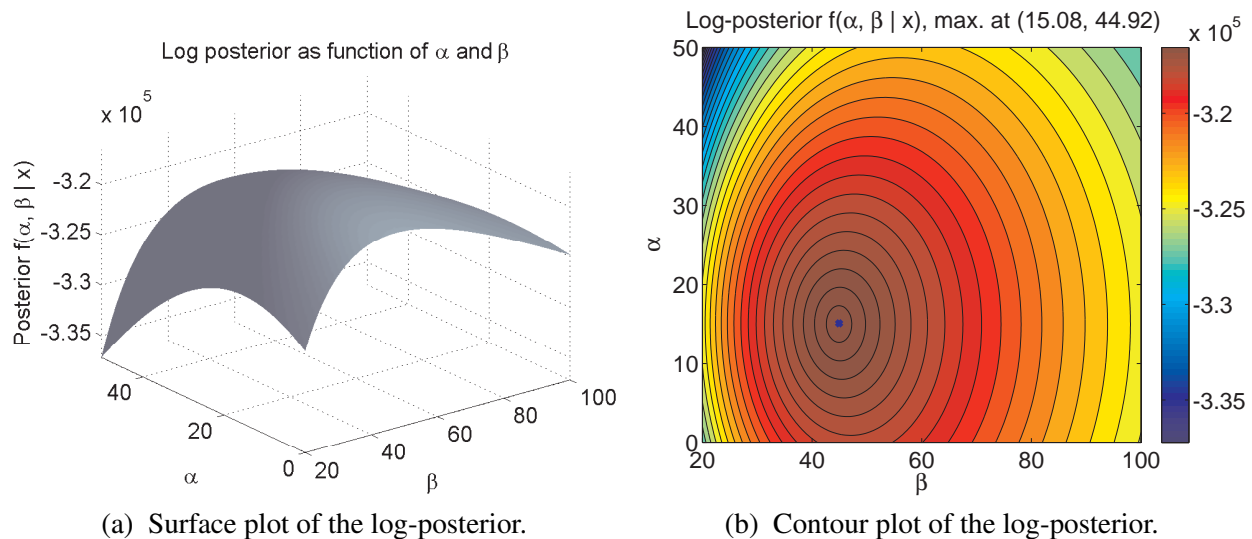 Log posterior as function of α and β
x 10^5
Posterior f(α, β | x)
-3.2
-3.25
-3.3
-3.35
40
20
0
α
20
40
60
80
100
β
(a) Surface plot of the log-posterior.
Log-posterior f(α, β | x), max. at (15.08, 44.92)
x 10^5
50
40
30
20
10
0
α
20
40
60
80
100
β
-3.2
-3.25
-3.3
-3.35
(b) Contour plot of the log-posterior.